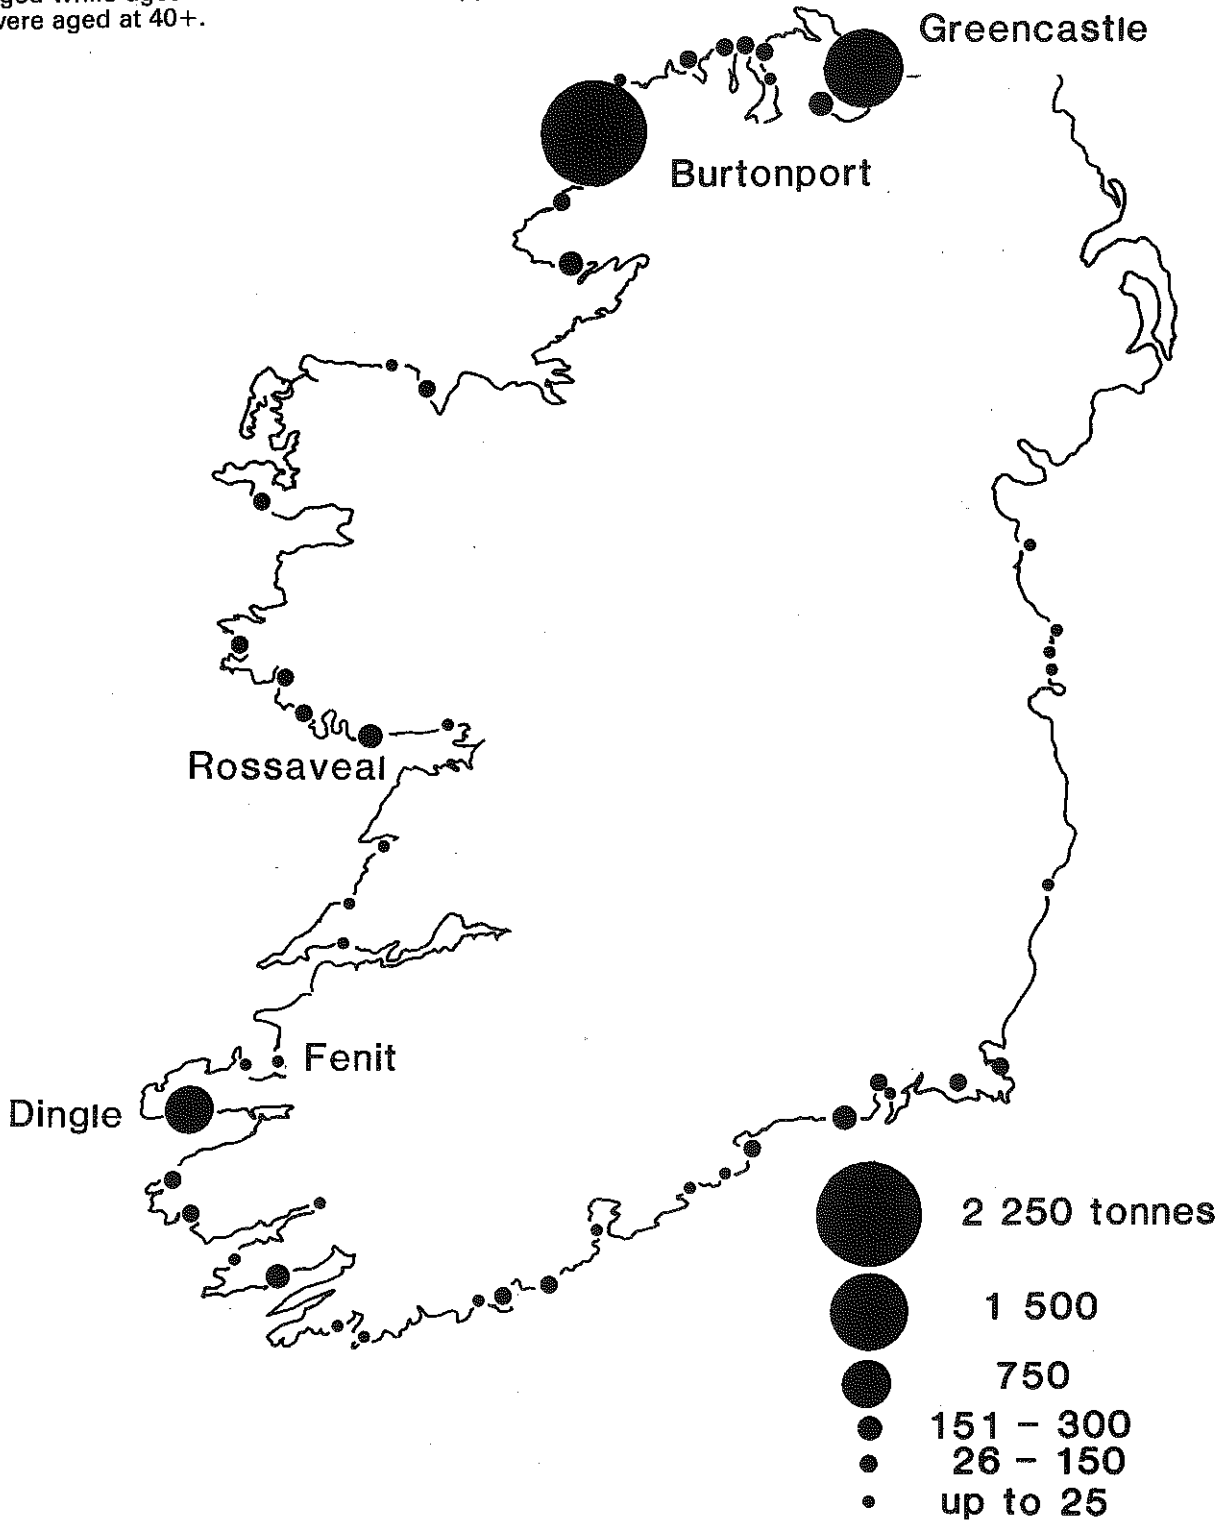 were aged at 40+.
Greencastle
Burtonport
Rossaveal
Fenit
Dingle
2 250 tonnes
1 500
750
151 – 300
26 – 150
up to 25